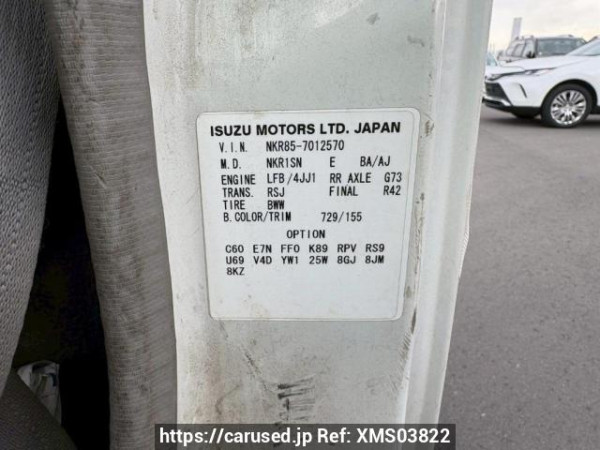 ISUZU MOTORS LTD. JAPAN
V.I.N. NKR85-7012570
M.D. NKR1SN E BA/AJ
ENGINE LFB/4JJ1 RR AXLE G73
TRANS. RSJ FINAL R42
TIRE BWW
B.COLOR/TRIM 729/155
OPTION
C60 E7N FF0 K89 RPV RS9
U69 V4D YW1 25W 8GJ 8JM
8KZ
https://carused.jp Ref: XMS03822